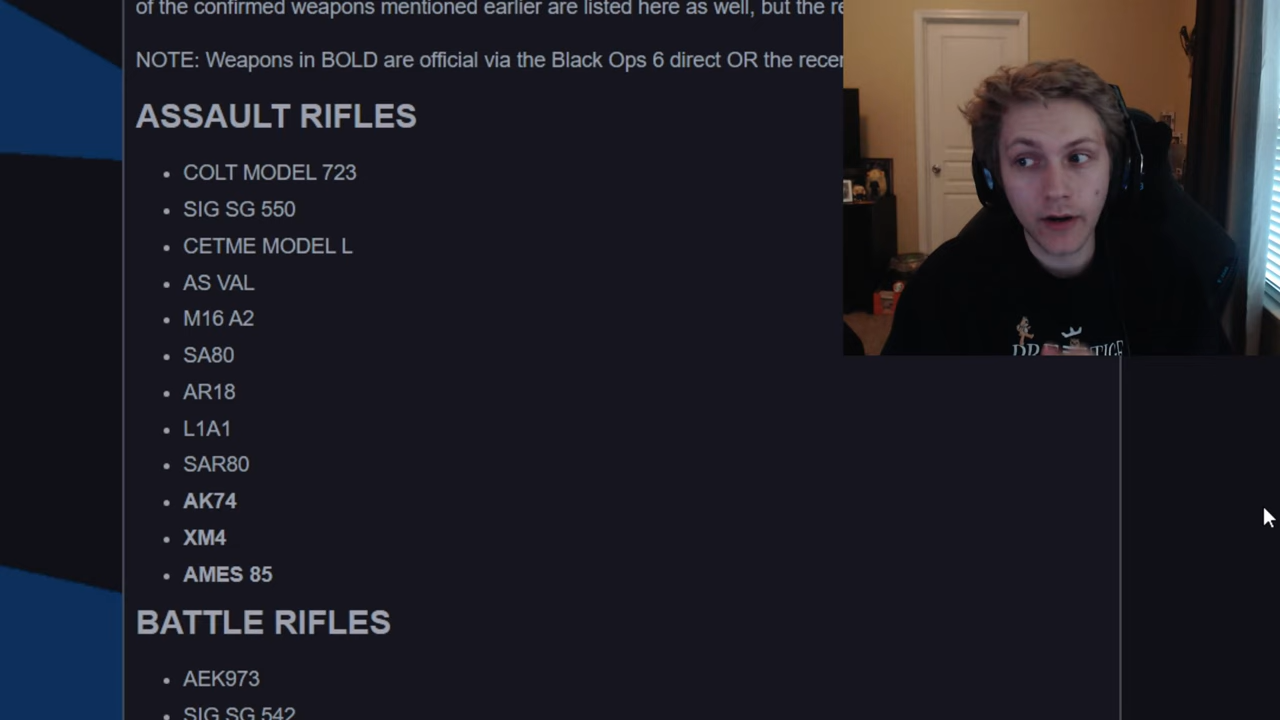 of the confirmed weapons mentioned earlier are listed here as well, but the
NOTE: Weapons in BOLD are official via the Black Ops 6 direct OR the
ASSAULT RIFLES
COLT MODEL 723
SIG SG 550
CETME MODEL L
AS VAL
M16 A2
SA80
AR18
L1A1
SAR80
AK74
XM4
AMES 85
BATTLE RIFLES
AEK973
SIG SG 542